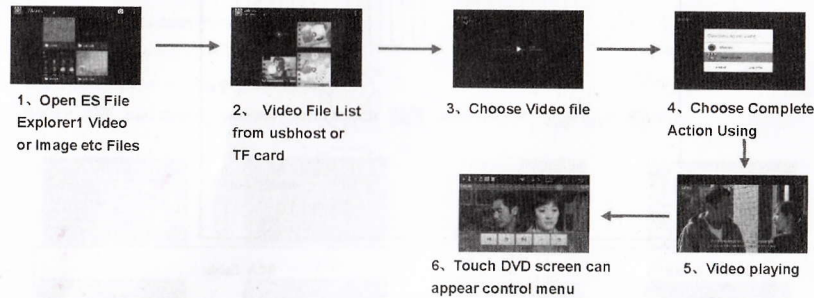 1、Open ES File
Explorer1 Video
or Image etc Files
2、 Video File List
from usbhost or
TF card
3、Choose Video file
4、Choose Complete
Action Using
5、Video playing
6、Touch DVD screen can
appear control menu